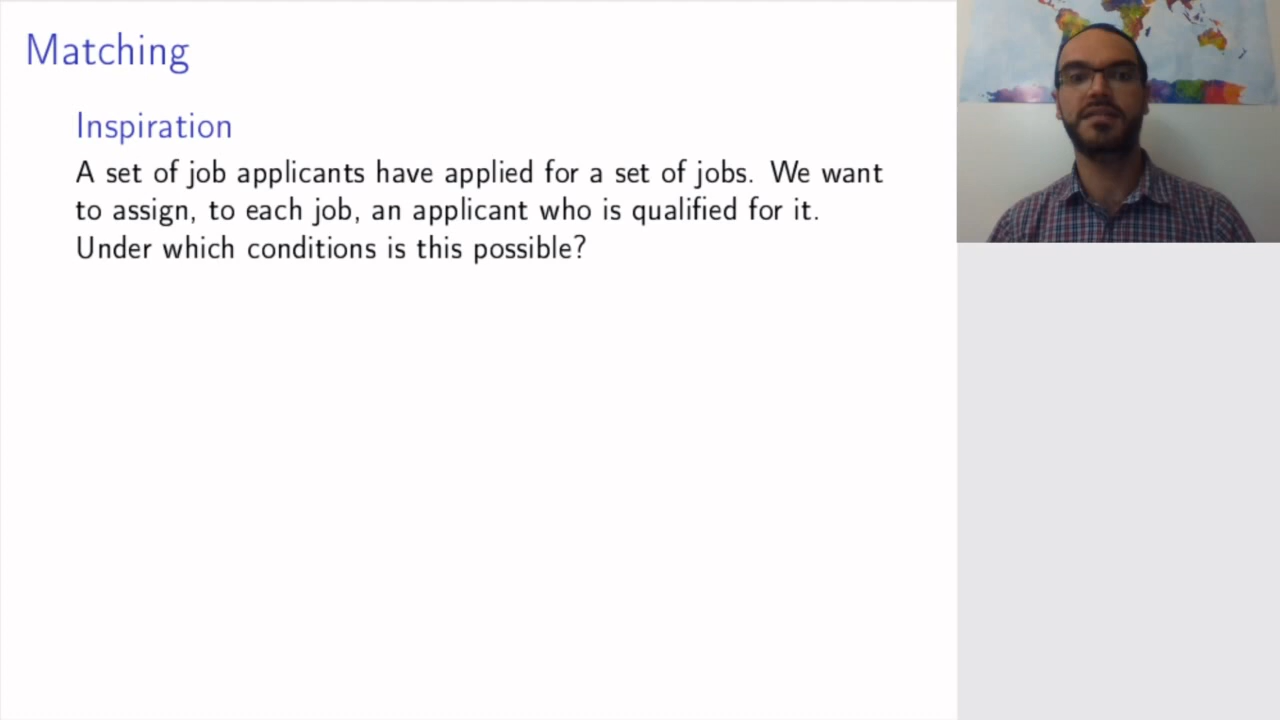 Matching
Inspiration
A set of job applicants have applied for a set of jobs. We want
to assign, to each job, an applicant who is qualified for it.
Under which conditions is this possible?